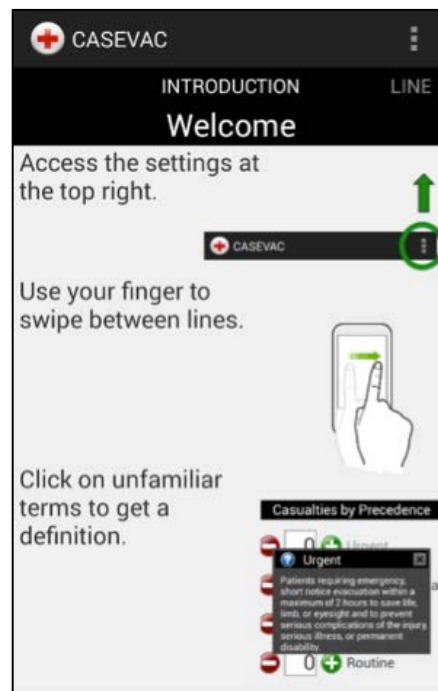 CASEVAC
INTRODUCTION LINE
Welcome
Access the settings at
the top right.
CASEVAC
Use your finger to
swipe between lines.
Click on unfamiliar
terms to get a
definition.
Casualties by Precedence
0 Urgent
Urgent
Patients requiring emergency,
short notice evacuation within a
maximum of 2 hours to save life,
limb, or eyesight and to prevent
serious complications of the injury,
serious illness, or permanent
disability.
0 Routine